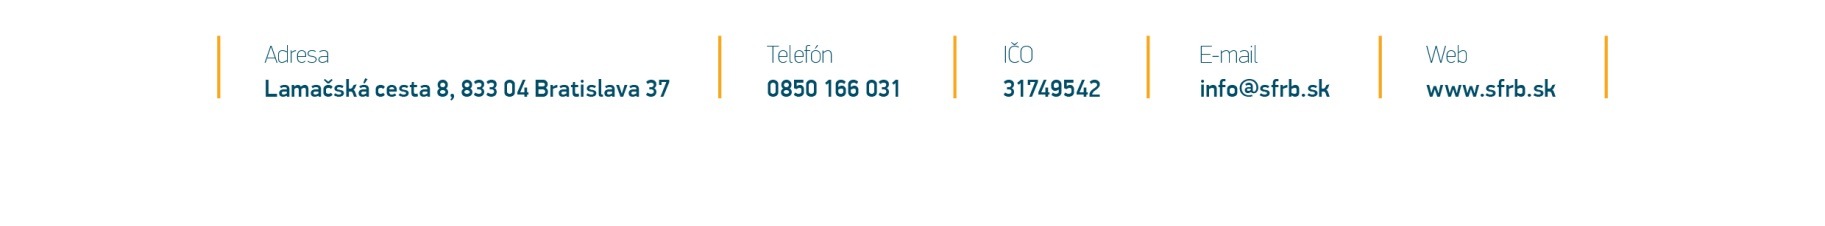 Adresa Telefón IČO E-mail Web
Lamačská cesta 8, 833 04 Bratislava 37 0850 166 031 31749542 info@sfrb.sk www.sfrb.sk